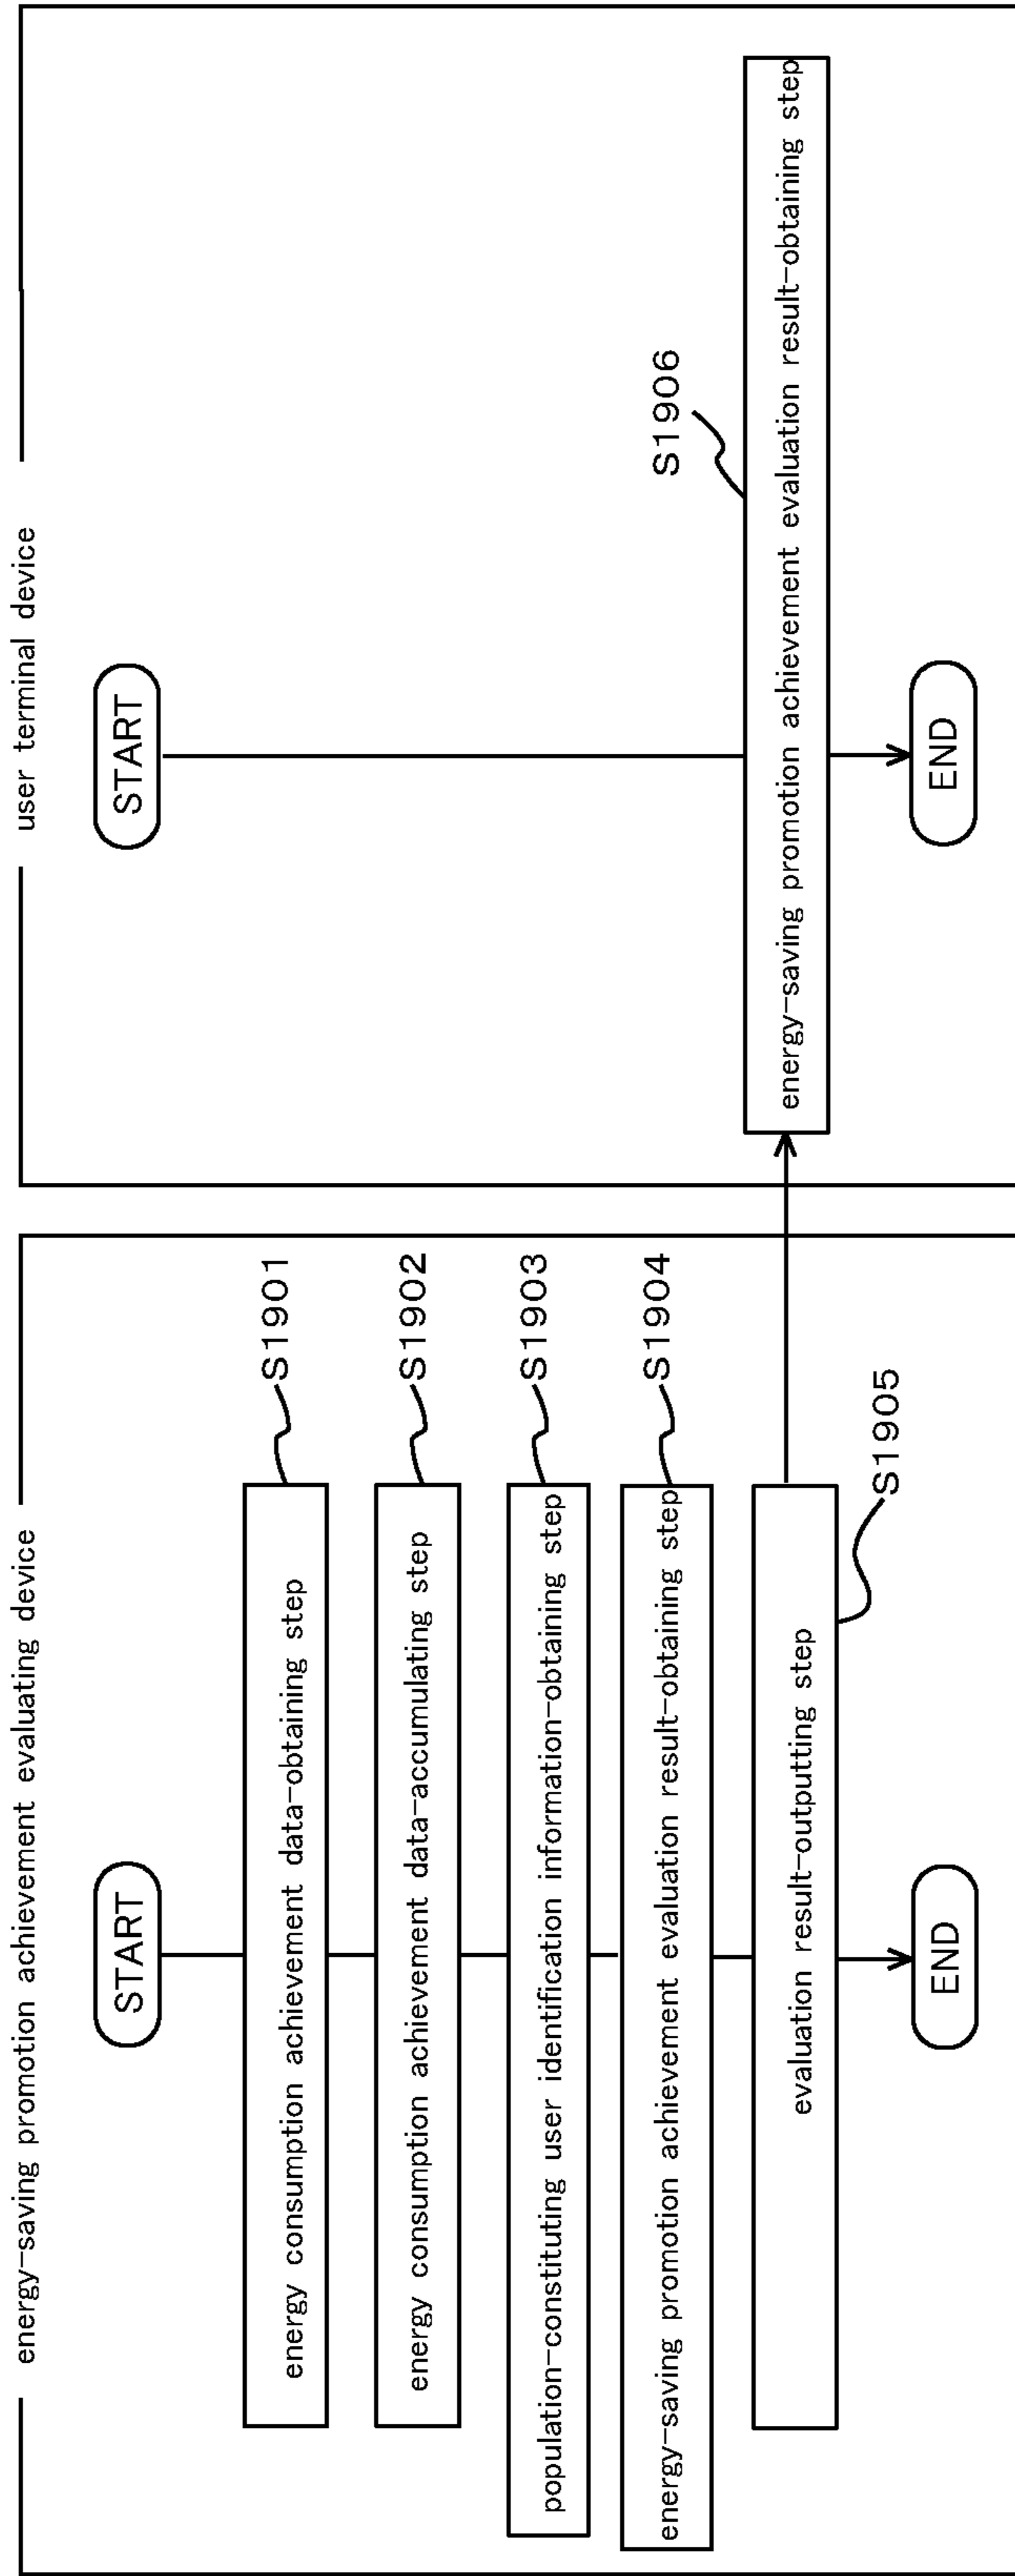 energy-saving promotion achievement evaluating device
START
energy consumption achievement data-obtaining step
S1901
energy consumption achievement data-accumulating step
S1902
population-constituting user identification information-obtaining step
S1903
energy-saving promotion achievement evaluation result-obtaining step
S1904
evaluation result-outputting step
S1905
END
user terminal device
START
S1906
energy-saving promotion achievement evaluation result-obtaining step
END